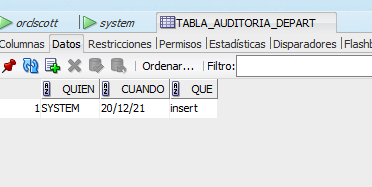 ordscott system TABLA_AUDITORIA_DEPART
Columnas Datos Restricciones Permisos Estadísticas Disparadores Flashb
Ordenar... Filtro:
QUIEN CUANDO QUE
1 SYSTEM 20/12/21 insert